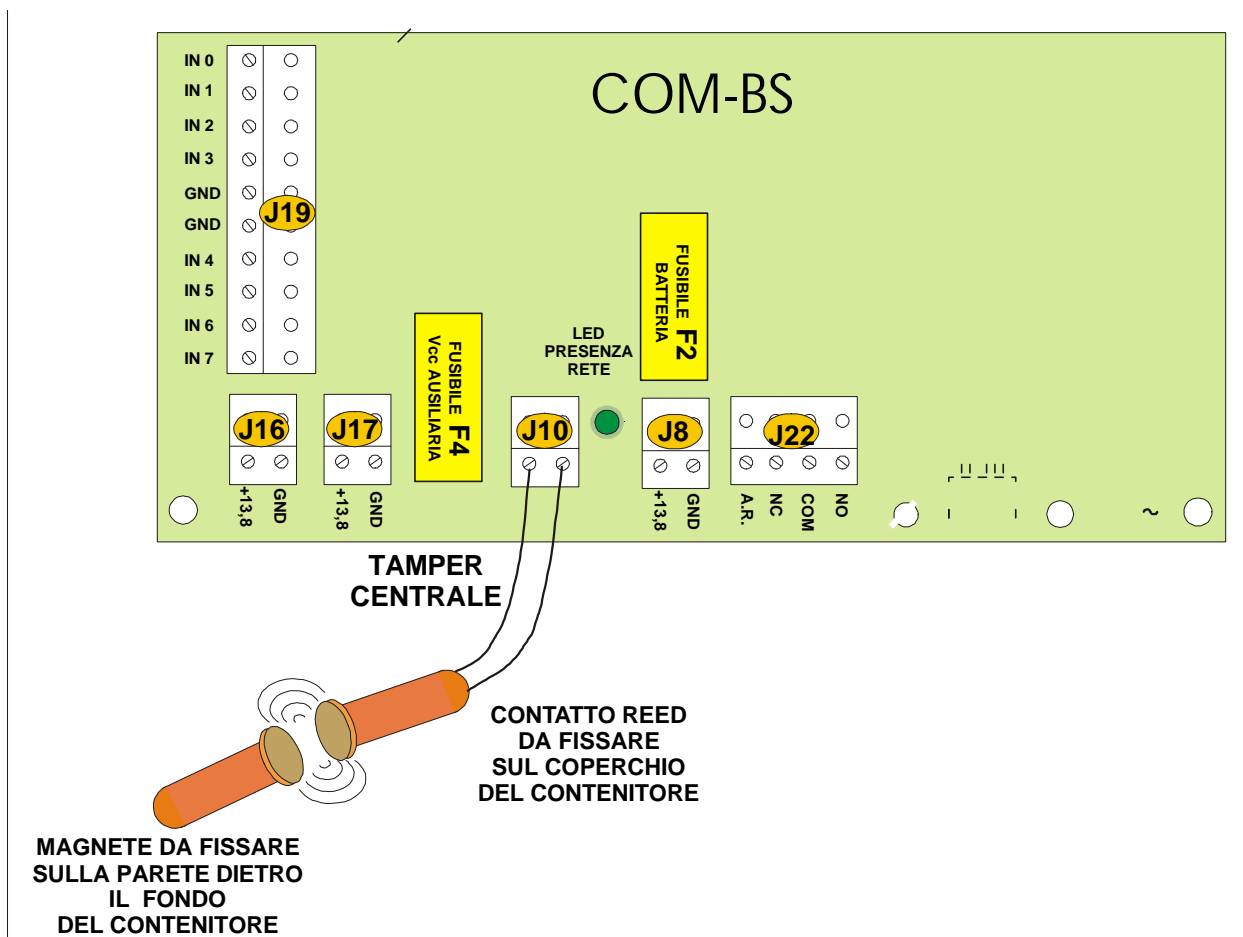 COM-BS
IN 0
IN 1
IN 2
IN 3
GND
GND
IN 4
IN 5
IN 6
IN 7
J19
FUSIBILE F2
BATTERIA
LED
PRESENZA
RETE
FUSIBILE F4
Vcc AUSILIARIA
J16
J17
J10
J8
J22
+13,8
GND
+13,8
GND
+13,8
GND
A.R.
NC
COM
NO
~
TAMPER
CENTRALE
CONTATTO REED
DA FISSARE
SUL COPERCHIO
DEL CONTENITORE
MAGNETE DA FISSARE
SULLA PARETE DIETRO
IL FONDO
DEL CONTENITORE